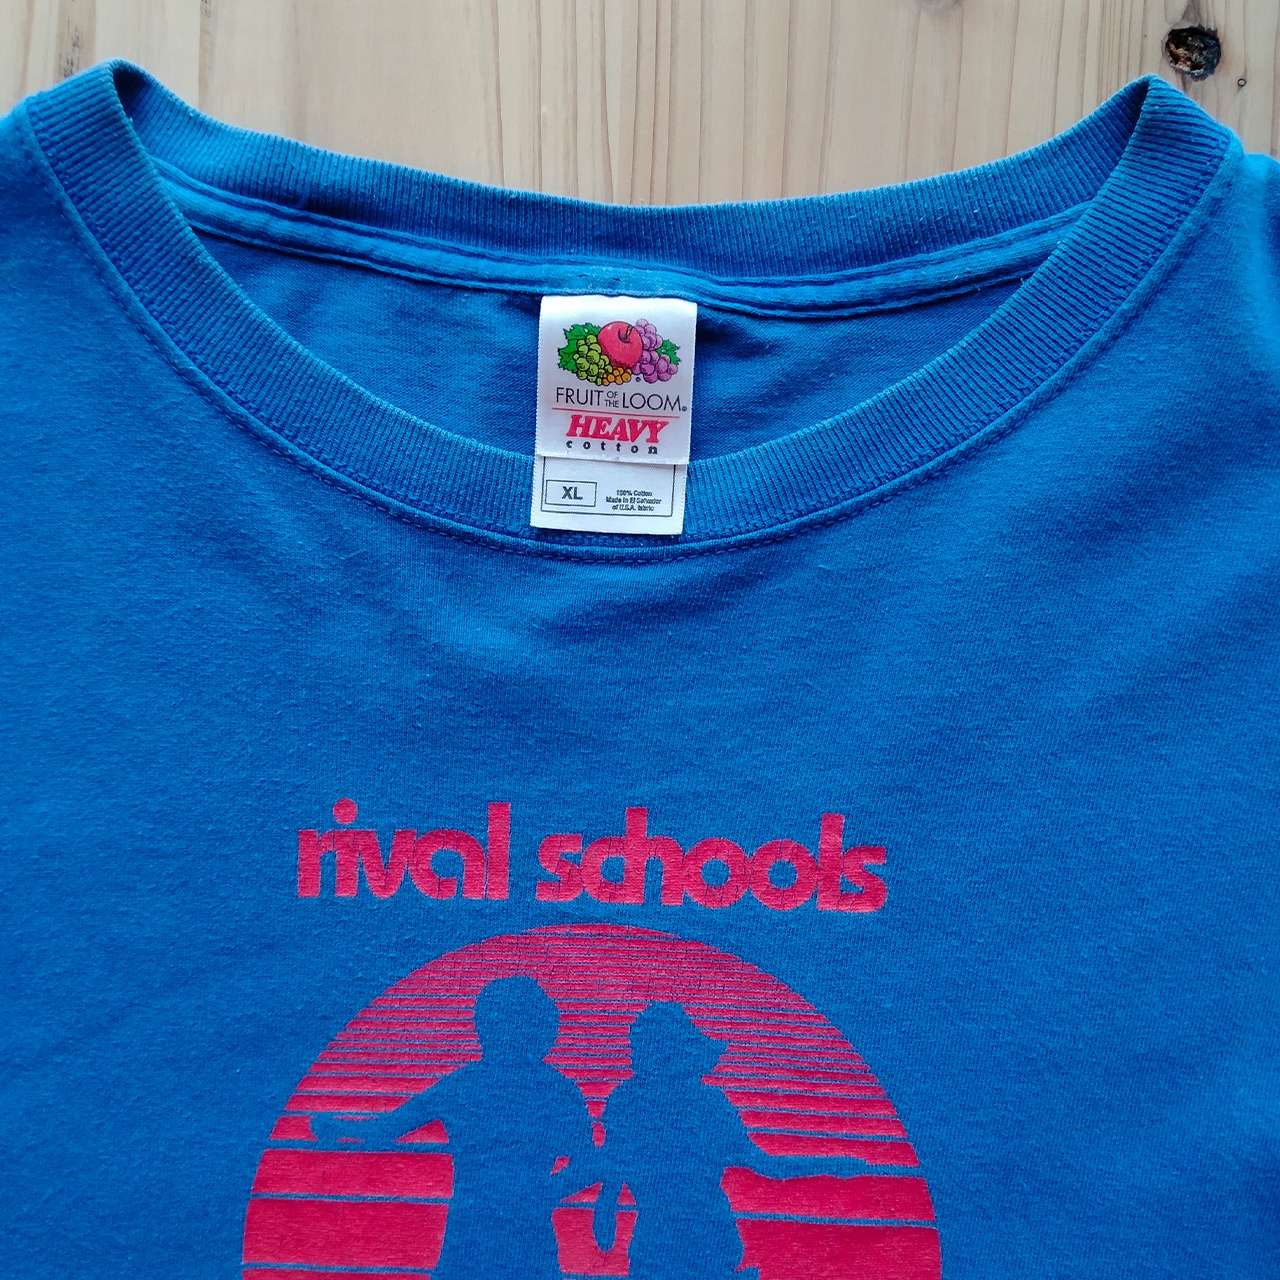 FRUIT OF THE LOOM®
HEAVY
cotton
XL
100% Cotton
Made in El Salvador
of U.S.A. fabric
rival schools